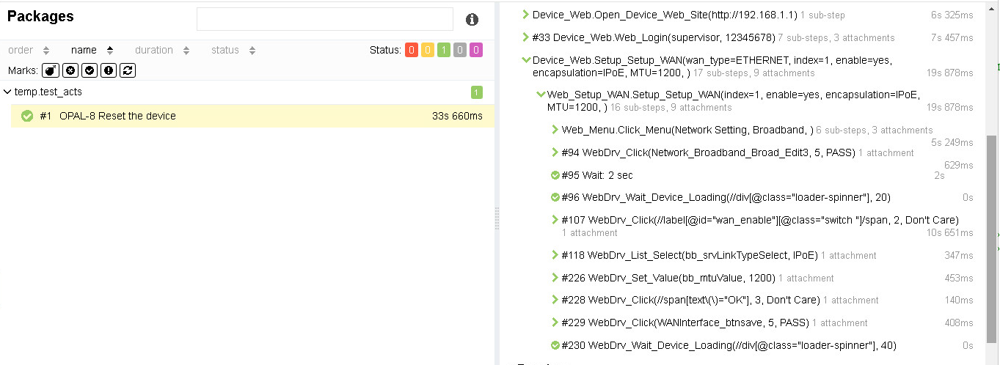 Packages
order name duration status Status: 0 0 1 0 0
Marks:
temp.test_acts 1
#1 OPAL-8 Reset the device 33s 660ms
Device_Web.Open_Device_Web_Site(http://192.168.1.1) 1 sub-step 6s 325ms
#33 Device_Web.Web_Login(supervisor, 12345678) 7 sub-steps, 3 attachments 7s 457ms
Device_Web.Setup_Setup_WAN(wan_type=ETHERNET, index=1, enable=yes,
encapsulation=IPoE, MTU=1200, ) 17 sub-steps, 9 attachments 19s 878ms
Web_Setup_WAN.Setup_Setup_WAN(index=1, enable=yes, encapsulation=IPoE,
MTU=1200, ) 16 sub-steps, 9 attachments 19s 878ms
Web_Menu.Click_Menu(Network Setting, Broadband, ) 6 sub-steps, 3 attachments
5s 249ms
#94 WebDrv_Click(Network_Broadband_Broad_Edit3, 5, PASS) 1 attachment
629ms
#95 Wait: 2 sec 2s
#96 WebDrv_Wait_Device_Loading(//div[@class="loader-spinner"], 20) 0s
#107 WebDrv_Click(//label[@id="wan_enable"][@class="switch "]/span, 2, Don't Care)
1 attachment 10s 651ms
#118 WebDrv_List_Select(bb_srvLinkTypeSelect, IPoE) 1 attachment 347ms
#226 WebDrv_Set_Value(bb_mtuValue, 1200) 1 attachment 453ms
#228 WebDrv_Click(//span[text\(\)="OK"], 3, Don't Care) 1 attachment 140ms
#229 WebDrv_Click(WANInterface_btnsave, 5, PASS) 1 attachment 408ms
#230 WebDrv_Wait_Device_Loading(//div[@class="loader-spinner"], 40) 0s